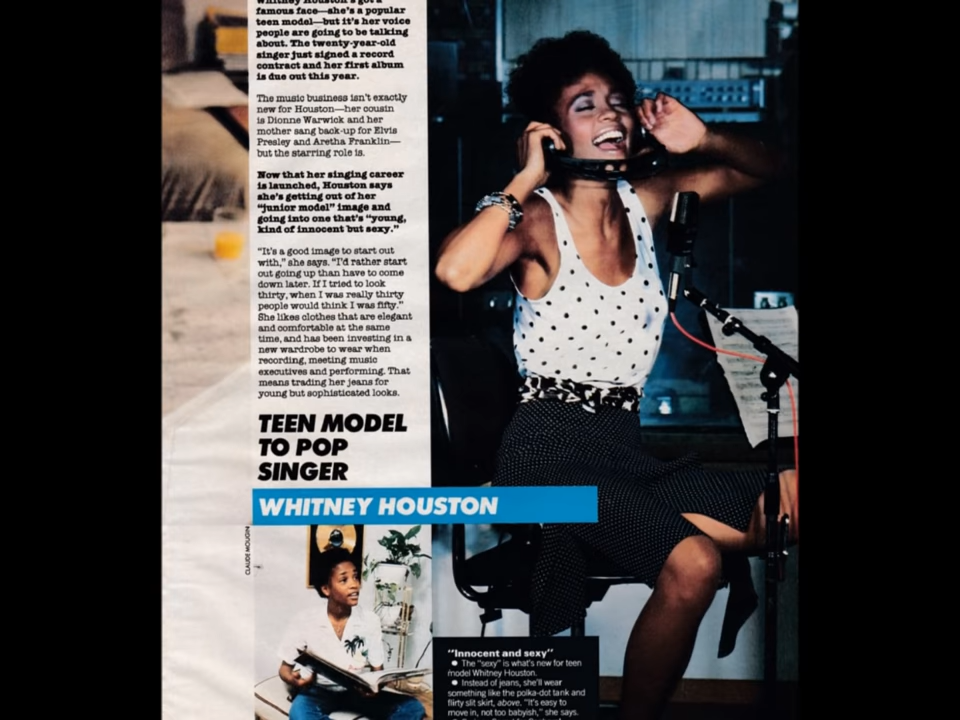 Whitney Houston's got a
famous face—she's a popular
teen model—but it's her voice
people are going to be talking
about. The twenty-year-old
singer just signed a record
contract and her first album
is due out this year.
The music business isn't exactly
new for Houston—her cousin
is Dionne Warwick and her
mother sang back-up for Elvis
Presley and Aretha Franklin—
but the starring role is.
Now that her singing career
is launched, Houston says
she's getting out of her
"junior model" image and
going into one that's "young,
kind of innocent but sexy."
"It's a good image to start out
with," she says. "I'd rather start
out going up than have to come
down later. If I tried to look
thirty, when I was really thirty
people would think I was fifty."
She likes clothes that are elegant
and comfortable at the same
time, and has been investing in a
new wardrobe to wear when
recording, meeting music
executives and performing. That
means trading her jeans for
young but sophisticated looks.
TEEN MODEL
TO POP
SINGER
WHITNEY HOUSTON
CLAUDE MOUGIN
"Innocent and sexy"
● The "sexy" is what's new for teen
model Whitney Houston.
● Instead of jeans, she'll wear
something like the polka-dot tank and
flirty slit skirt, above. "It's easy to
move in, not too babyish," she says.